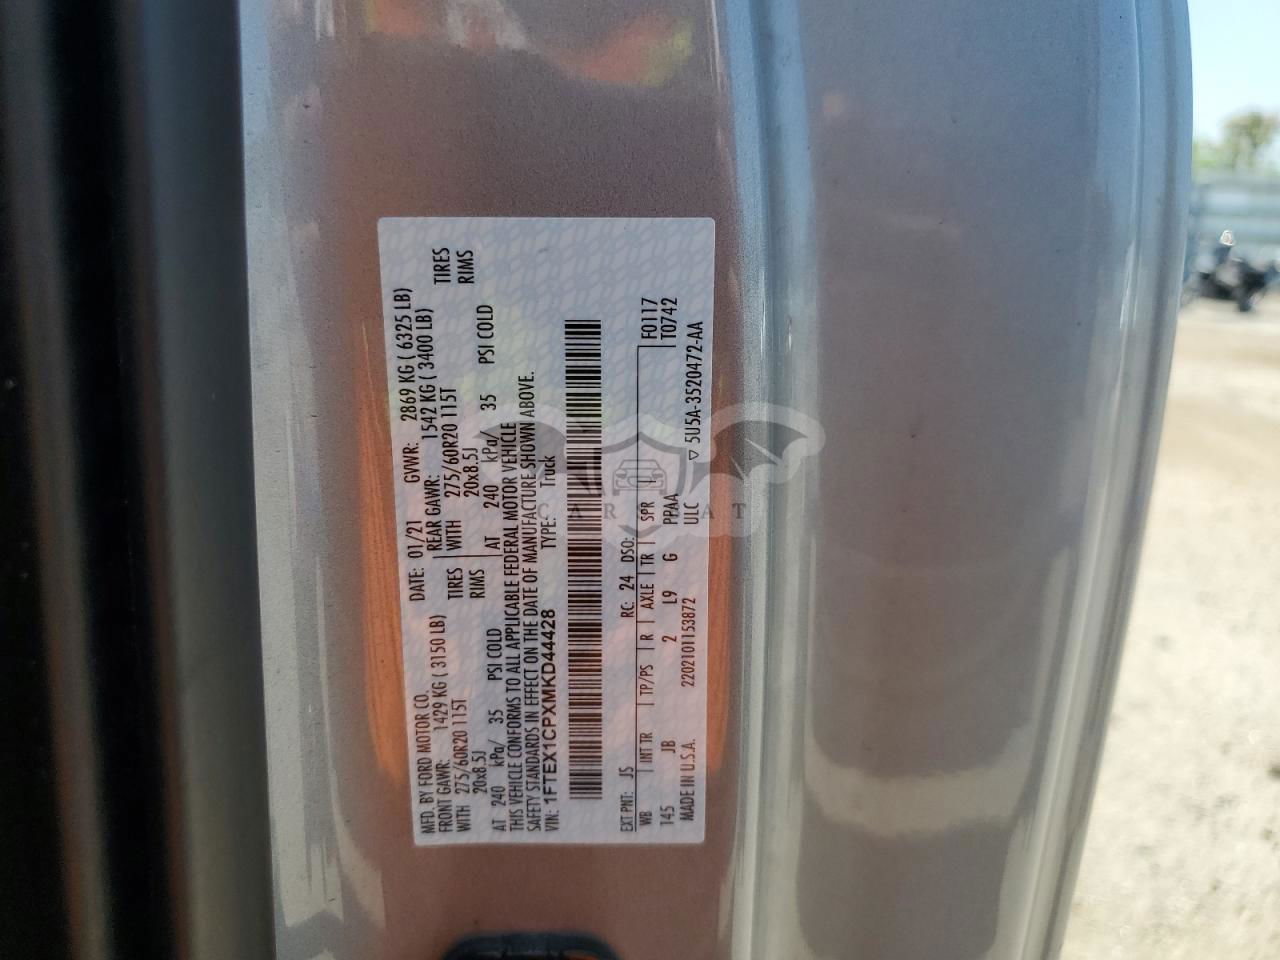 MFD. BY FORD MOTOR CO.
DATE: 01/21 GVWR: 2869 KG ( 6325 LB)
FRONT GAWR: 1429 KG ( 3150 LB) REAR GAWR: 1542 KG ( 3400 LB)
WITH 275/60R20 115T TIRES WITH 275/60R20 115T TIRES
20x8.5J RIMS 20x8.5J RIMS
AT 240 kPa/ 35 PSI COLD AT 240 kPa/ 35 PSI COLD
THIS VEHICLE CONFORMS TO ALL APPLICABLE FEDERAL MOTOR VEHICLE
SAFETY STANDARDS IN EFFECT ON THE DATE OF MANUFACTURE SHOWN ABOVE.
VIN: 1FTEX1CPXMKD44428 TYPE: Truck
EXT PNT: JS RC: 24 DSO:
WB INT TR TP/PS R AXLE TR SPR F0117
145 JB 2 L9 G PPAA T0742
MADE IN U.S.A. 2202101153872 ULC ▽ 5U5A-3520472-AA